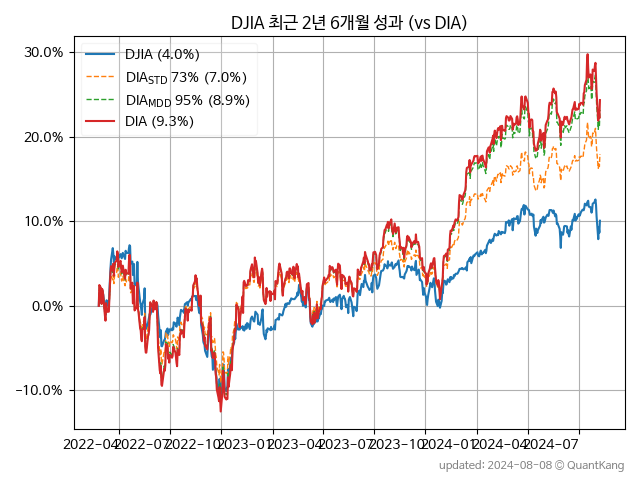 DJIA 최근 2년 6개월 성과 (vs DIA)
30.0%
20.0%
10.0%
0.0%
−10.0%
DJIA (4.0%)
DIASTD 73% (7.0%)
DIAMDD 95% (8.9%)
DIA (9.3%)
2022-04 2022-07 2022-10 2023-01 2023-04 2023-07 2023-10 2024-01 2024-04 2024-07
updated: 2024-08-08 © QuantKang